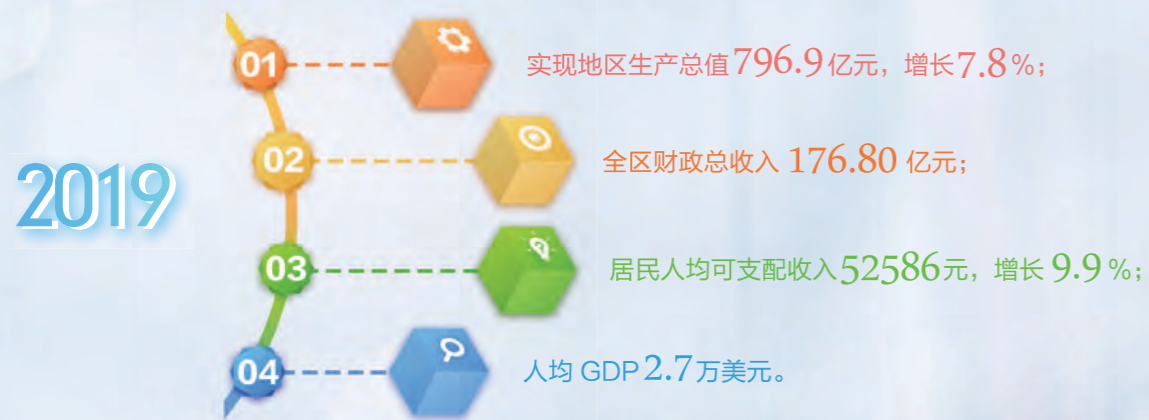 2019
01
实现地区生产总值796.9亿元，增长7.8%；
02
全区财政总收入 176.80 亿元；
03
居民人均可支配收入52586元，增长 9.9 %；
04
人均 GDP2.7万美元。